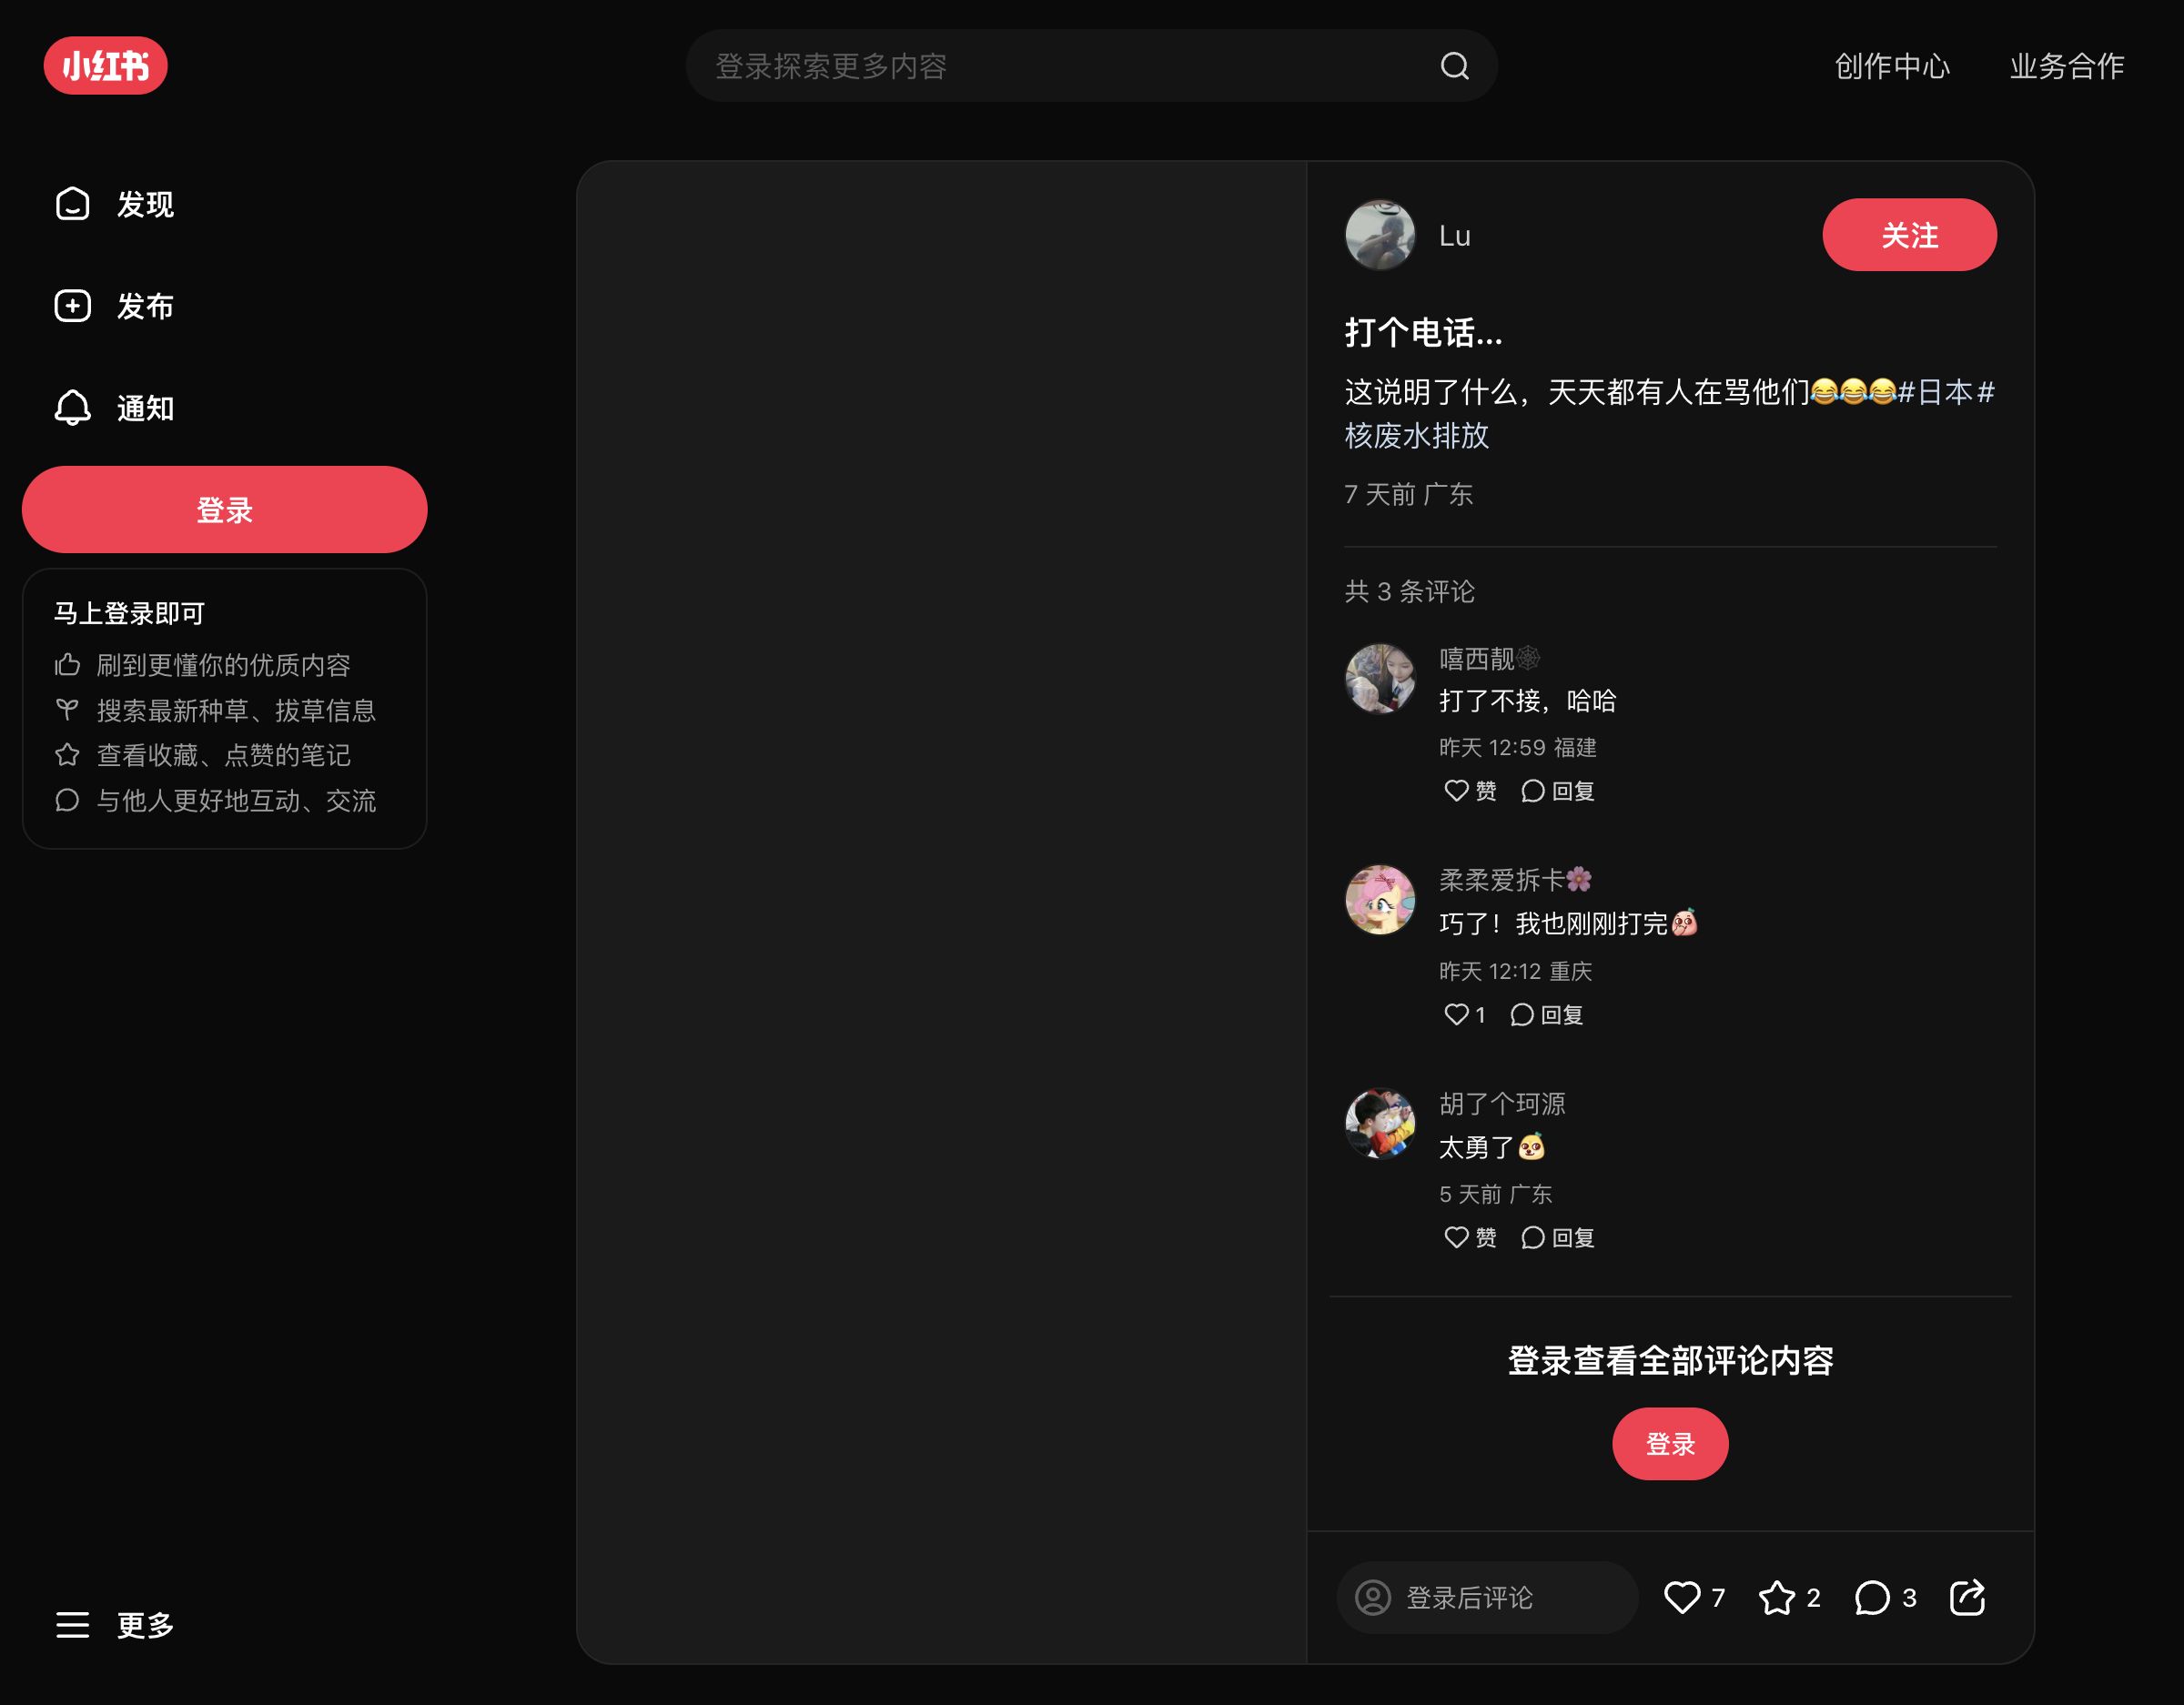 小红书
登录探索更多内容
创作中心
业务合作
发现
发布
通知
登录
马上登录即可
刷到更懂你的优质内容
搜索最新种草、拔草信息
查看收藏、点赞的笔记
与他人更好地互动、交流
更多
Lu
关注
打个电话...
这说明了什么，天天都有人在骂他们😂😂😂#日本#
核废水排放
7 天前 广东
共 3 条评论
嘻西靓🕸️
打了不接，哈哈
昨天 12:59 福建
赞 回复
柔柔爱拆卡🌸
巧了！我也刚刚打完
昨天 12:12 重庆
1 回复
胡了个珂源
太勇了
5 天前 广东
赞 回复
登录查看全部评论内容
登录
登录后评论
7 2 3